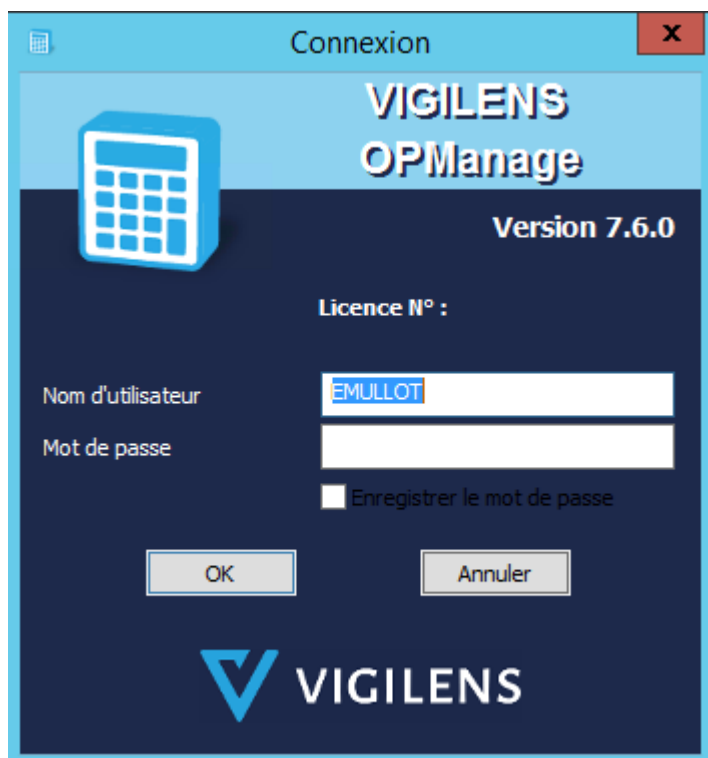 Connexion
x
VIGILENS
OPManage
Version 7.6.0
Licence N° :
Nom d'utilisateur EMULLOT
Mot de passe
Enregistrer le mot de passe
OK Annuler
VIGILENS